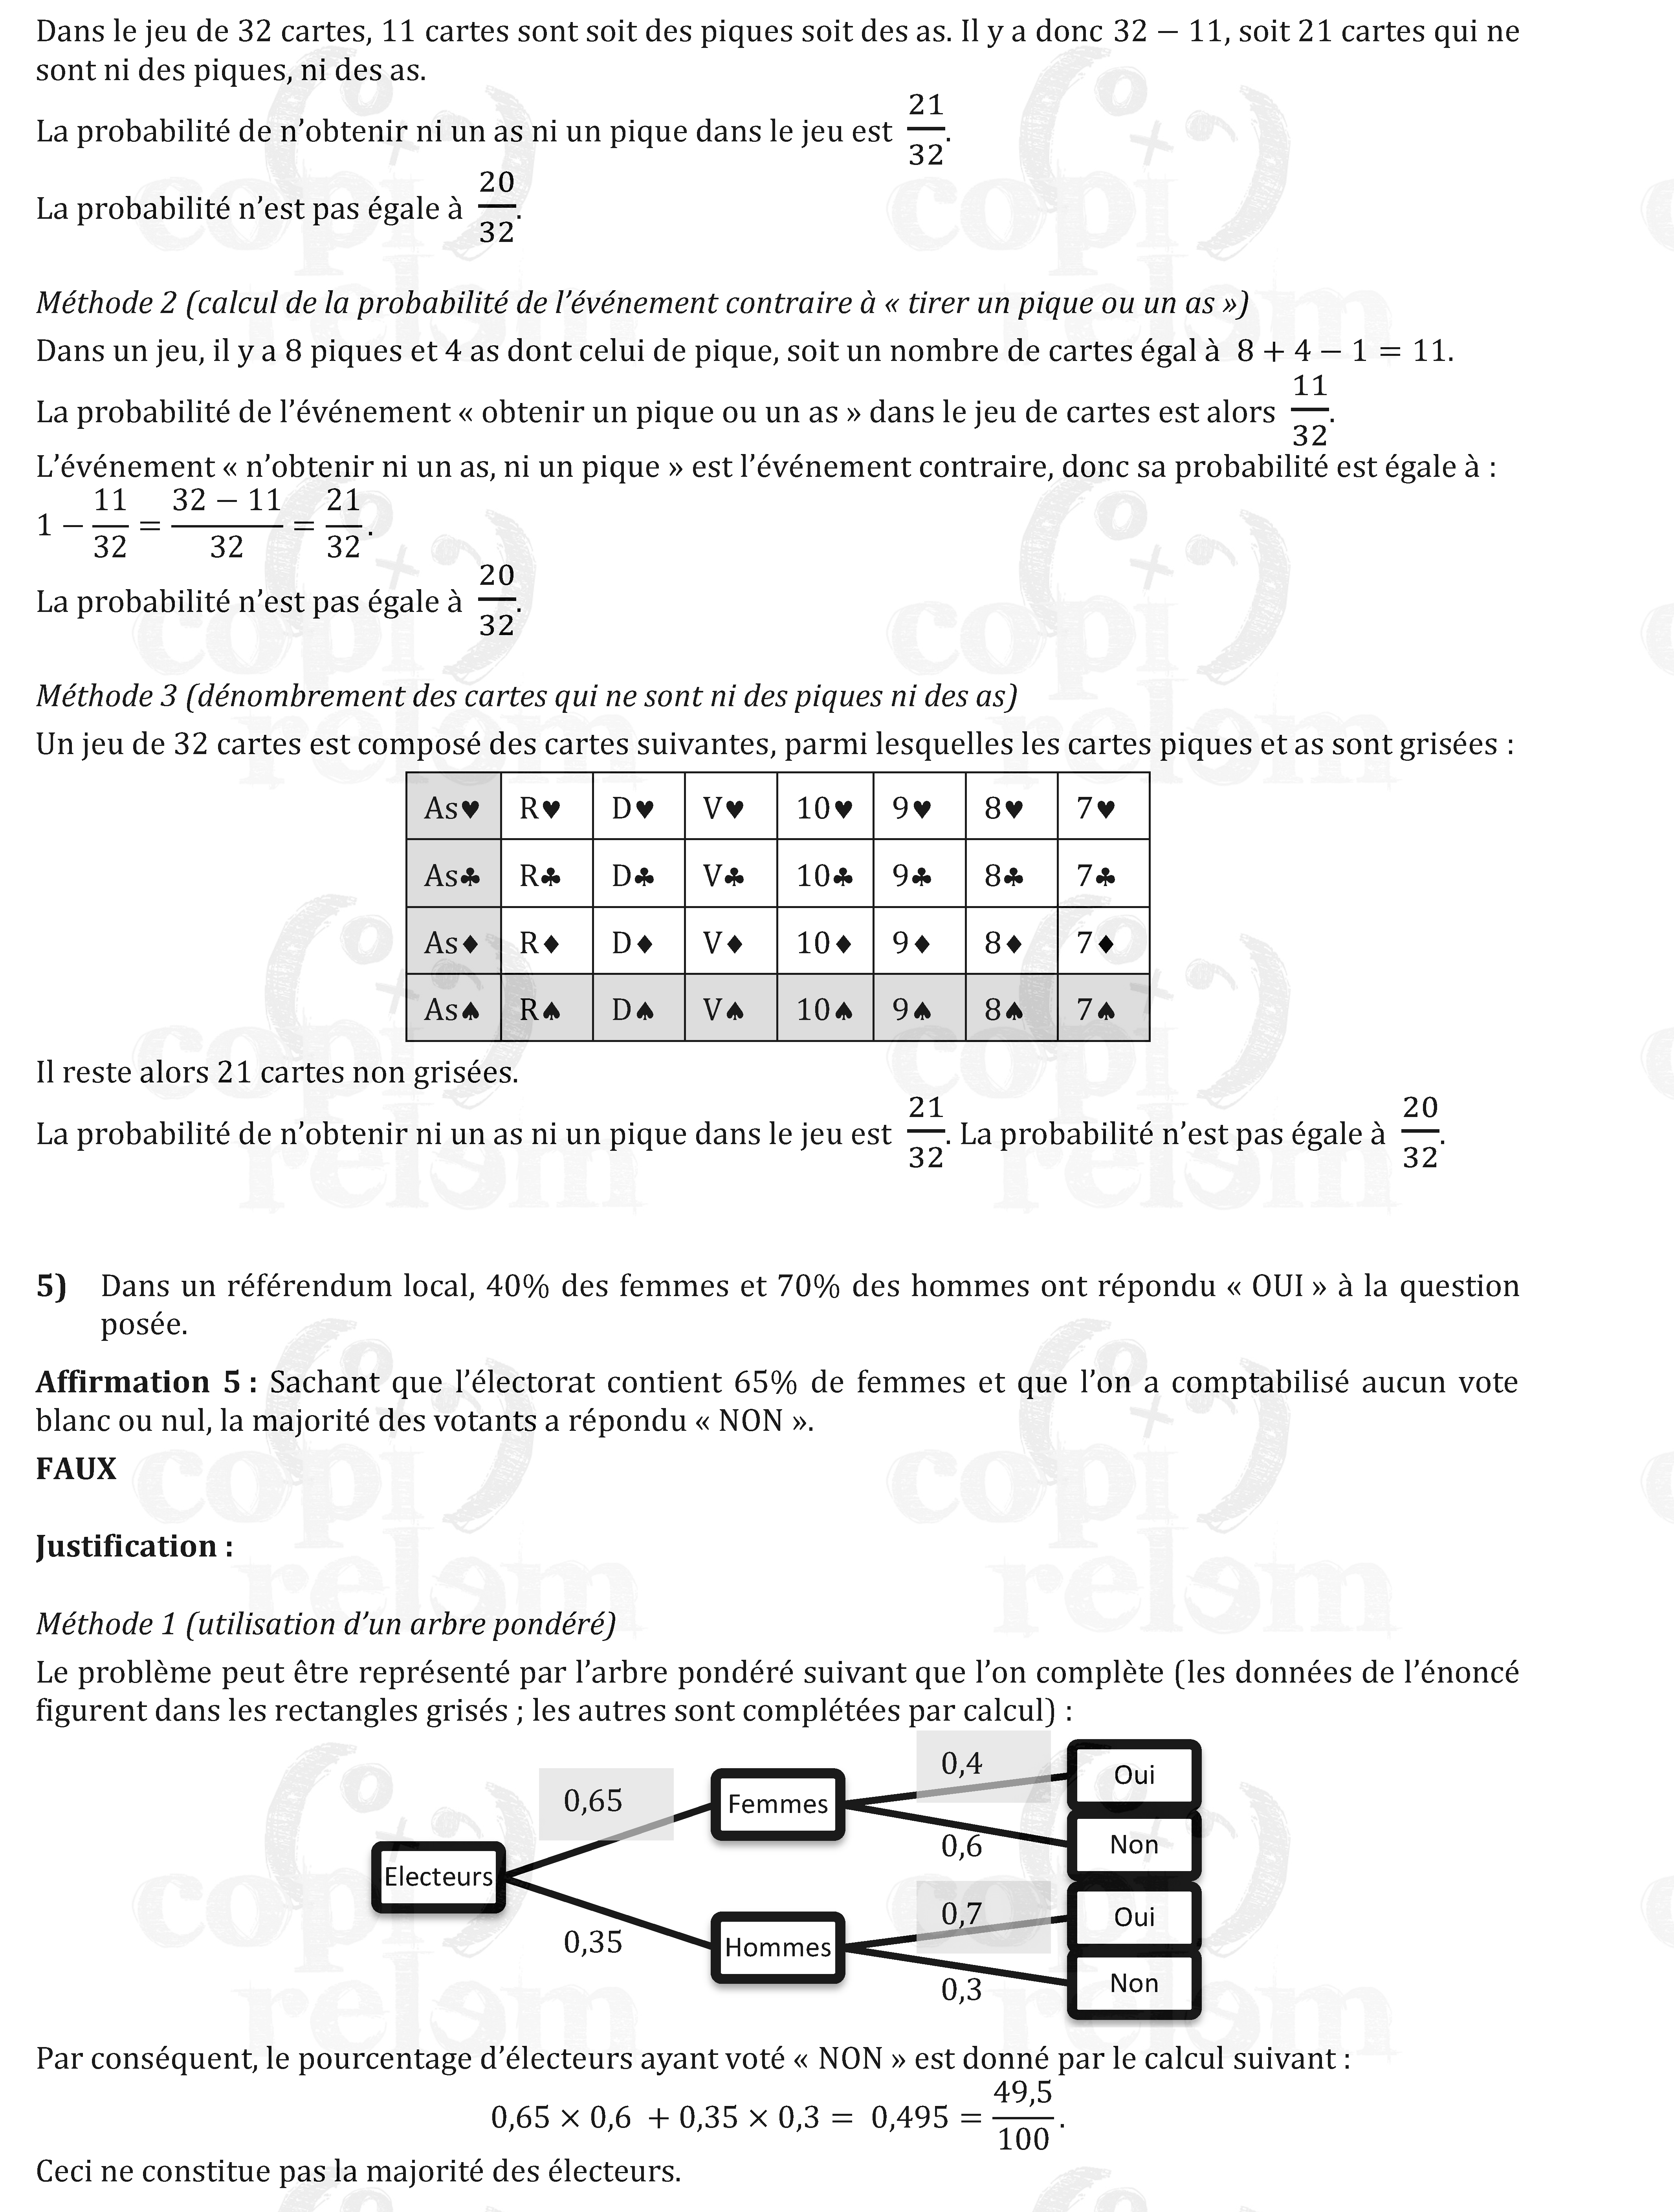 Dans le jeu de 32 cartes, 11 cartes sont soit des piques soit des as. Il y a donc 32 − 11, soit 21 cartes qui ne
sont ni des piques, ni des as.
La probabilité de n’obtenir ni un as ni un pique dans le jeu est 21/32.
La probabilité n’est pas égale à 20/32.
Méthode 2 (calcul de la probabilité de l’événement contraire à « tirer un pique ou un as »)
Dans un jeu, il y a 8 piques et 4 as dont celui de pique, soit un nombre de cartes égal à 8 + 4 − 1 = 11.
La probabilité de l’événement « obtenir un pique ou un as » dans le jeu de cartes est alors 11/32.
L’événement « n’obtenir ni un as, ni un pique » est l’événement contraire, donc sa probabilité est égale à :
1 − 11/32 = (32 − 11)/32 = 21/32.
La probabilité n’est pas égale à 20/32.
Méthode 3 (dénombrement des cartes qui ne sont ni des piques ni des as)
Un jeu de 32 cartes est composé des cartes suivantes, parmi lesquelles les cartes piques et as sont grisées :
As♥ R♥ D♥ V♥ 10♥ 9♥ 8♥ 7♥
As♣ R♣ D♣ V♣ 10♣ 9♣ 8♣ 7♣
As♦ R♦ D♦ V♦ 10♦ 9♦ 8♦ 7♦
As♠ R♠ D♠ V♠ 10♠ 9♠ 8♠ 7♠
Il reste alors 21 cartes non grisées.
La probabilité de n’obtenir ni un as ni un pique dans le jeu est 21/32. La probabilité n’est pas égale à 20/32.
5) Dans un référendum local, 40% des femmes et 70% des hommes ont répondu « OUI » à la question
posée.
Affirmation 5 : Sachant que l’électorat contient 65% de femmes et que l’on a comptabilisé aucun vote
blanc ou nul, la majorité des votants a répondu « NON ».
FAUX
Justification :
Méthode 1 (utilisation d’un arbre pondéré)
Le problème peut être représenté par l’arbre pondéré suivant que l’on complète (les données de l’énoncé
figurent dans les rectangles grisés ; les autres sont complétées par calcul) :
0,4
Oui
0,65
Femmes
0,6
Non
Electeurs
0,7
Oui
0,35
Hommes
0,3
Non
Par conséquent, le pourcentage d’électeurs ayant voté « NON » est donné par le calcul suivant :
0,65 × 0,6 + 0,35 × 0,3 = 0,495 = 49,5/100.
Ceci ne constitue pas la majorité des électeurs.
copirelem